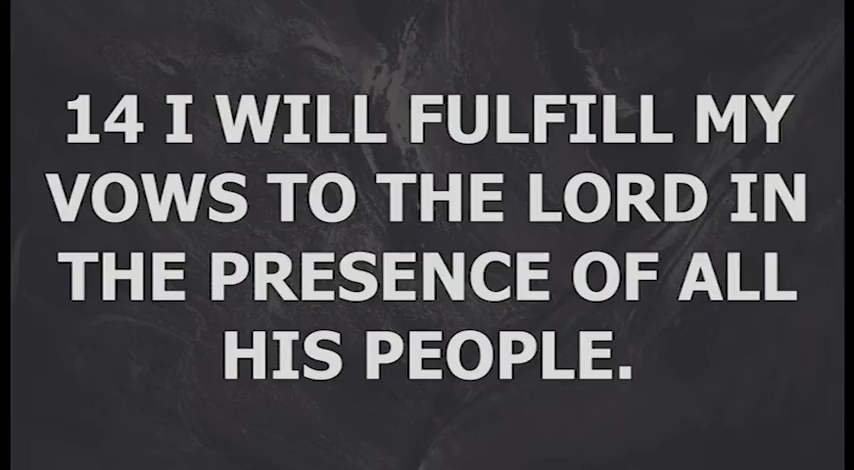 14 I WILL FULFILL MY
VOWS TO THE LORD IN
THE PRESENCE OF ALL
HIS PEOPLE.